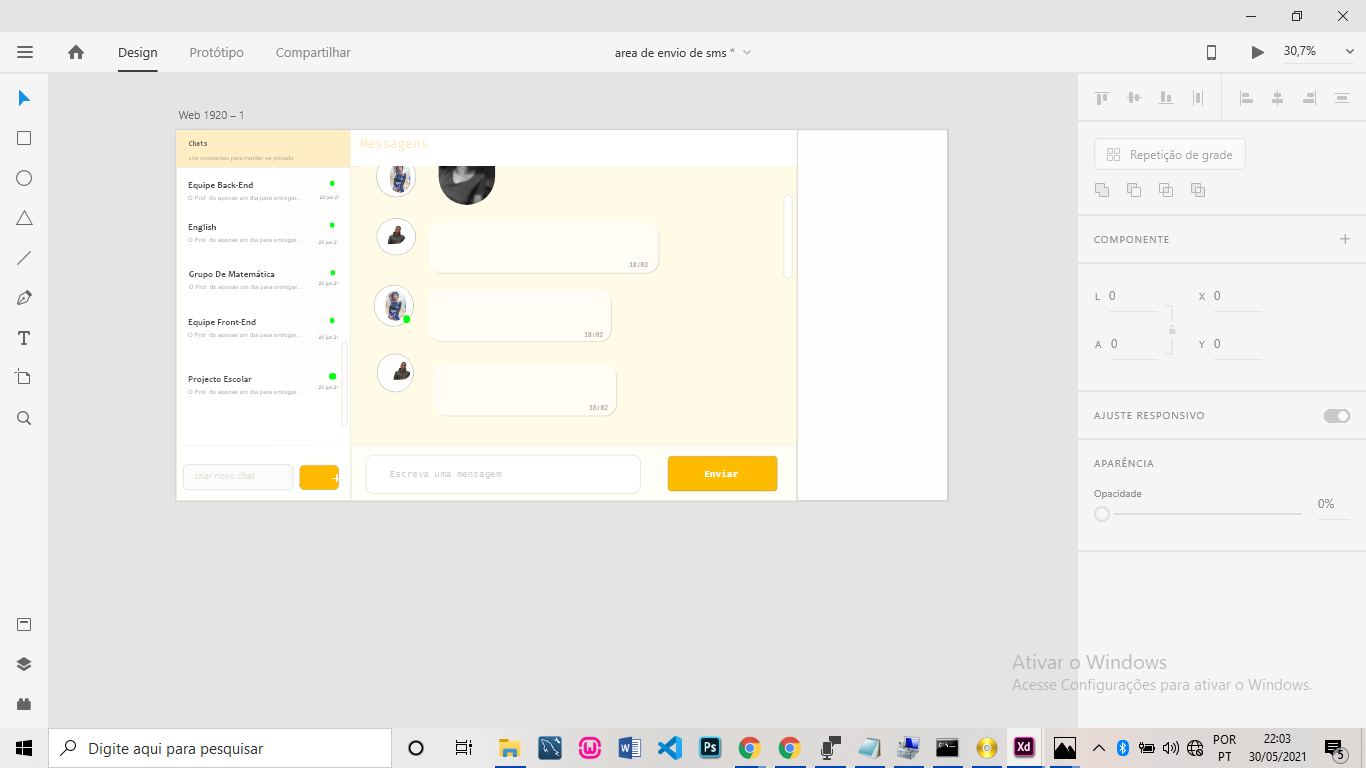 Design
Protótipo
Compartilhar
area de envio de sms *
30,7%
Web 1920 – 1
Chats
crie conversas para manter-se privado
Messagens
Equipe Back-End
O Prof. do apenas um dia para entregar...
20 jun 21
English
O Prof. do apenas um dia para entregar...
20 jun 21
18:02
Grupo De Matemática
O Prof. do apenas um dia para entregar...
20 jun 21
Equipe Front-End
O Prof. do apenas um dia para entregar...
20 jun 21
18:02
Projecto Escolar
O Prof. do apenas um dia para entregar...
20 jun 21
18:02
criar novo chat
+
Escreva uma mensagem
Enviar
Repetição de grade
COMPONENTE
L 0
X 0
A 0
Y 0
AJUSTE RESPONSIVO
APARÊNCIA
Opacidade
0%
Ativar o Windows
Acesse Configurações para ativar o Windows.
Digite aqui para pesquisar
Ps
Xd
POR
PT
22:03
30/05/2021
5